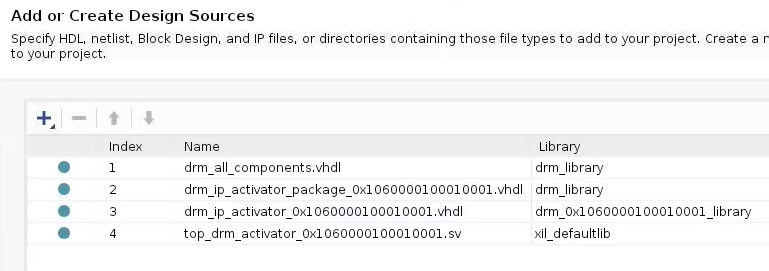 Add or Create Design Sources
Specify HDL, netlist, Block Design, and IP files, or directories containing those file types to add to your project. Create a
to your project.
Index Name Library
1 drm_all_components.vhdl drm_library
2 drm_ip_activator_package_0x1060000100010001.vhdl drm_library
3 drm_ip_activator_0x1060000100010001.vhdl drm_0x1060000100010001_library
4 top_drm_activator_0x1060000100010001.sv xil_defaultlib